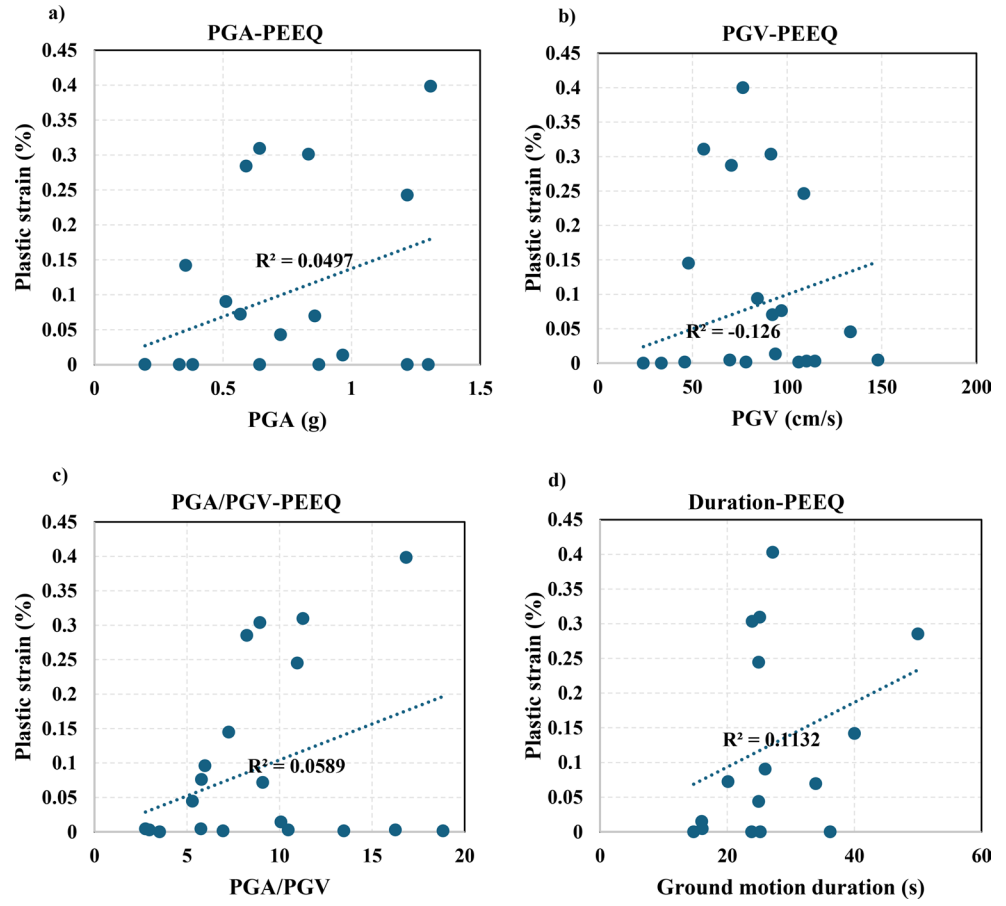 a)
PGA-PEEQ
Plastic strain (%)
0.45
0.4
0.35
0.3
0.25
0.2
0.15
0.1
0.05
0
R² = 0.0497
0 0.5 1 1.5
PGA (g)
b)
PGV-PEEQ
Plastic strain (%)
0.45
0.4
0.35
0.3
0.25
0.2
0.15
0.1
0.05
0
R² = -0.126
0 50 100 150 200
PGV (cm/s)
c)
PGA/PGV-PEEQ
Plastic strain (%)
0.45
0.4
0.35
0.3
0.25
0.2
0.15
0.1
0.05
0
R² = 0.0589
0 5 10 15 20
PGA/PGV
d)
Duration-PEEQ
Plastic strain (%)
0.45
0.4
0.35
0.3
0.25
0.2
0.15
0.1
0.05
0
R² = 0.1132
0 20 40 60
Ground motion duration (s)